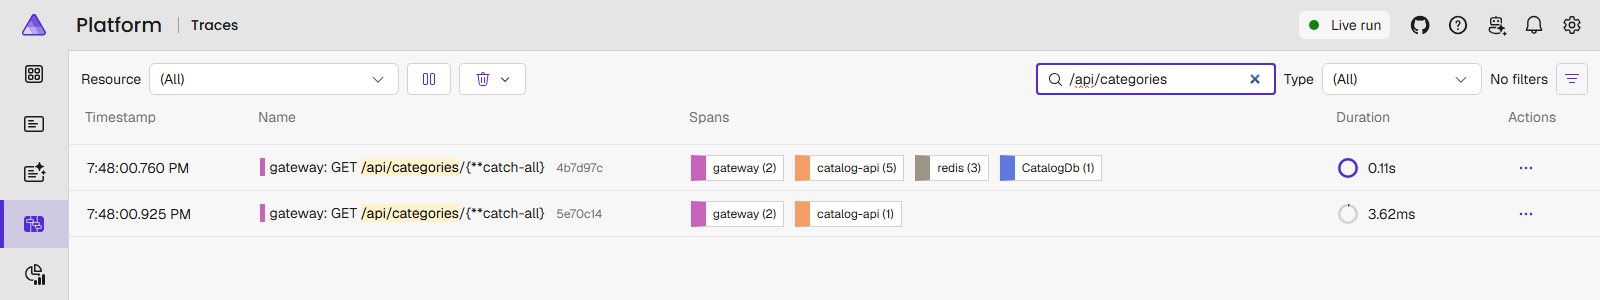 Platform | Traces Live run
Resource (All) /api/categories Type (All) No filters
Timestamp Name Spans Duration Actions
7:48:00.760 PM gateway: GET /api/categories/{**catch-all} 4b7d97c gateway (2) catalog-api (5) redis (3) CatalogDb (1) 0.11s ...
7:48:00.925 PM gateway: GET /api/categories/{**catch-all} 5e70c14 gateway (2) catalog-api (1) 3.62ms ...